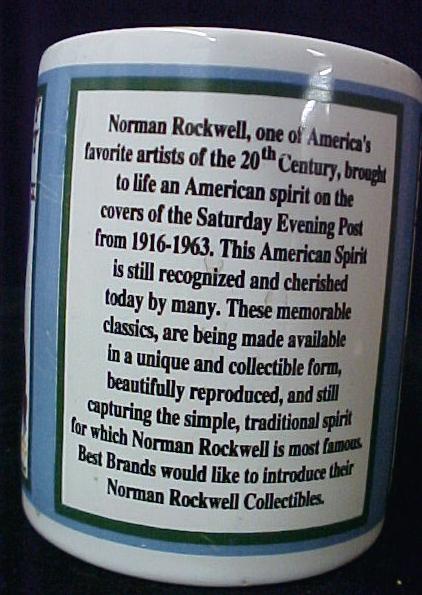 Norman Rockwell, one of America's
favorite artists of the 20th Century, brought
to life an American spirit on the
covers of the Saturday Evening Post
from 1916-1963. This American Spirit
is still recognized and cherished
today by many. These memorable
classics, are being made available
in a unique and collectible form,
beautifully reproduced, and still
capturing the simple, traditional spirit
for which Norman Rockwell is most famous.
Best Brands would like to introduce their
Norman Rockwell Collectibles.